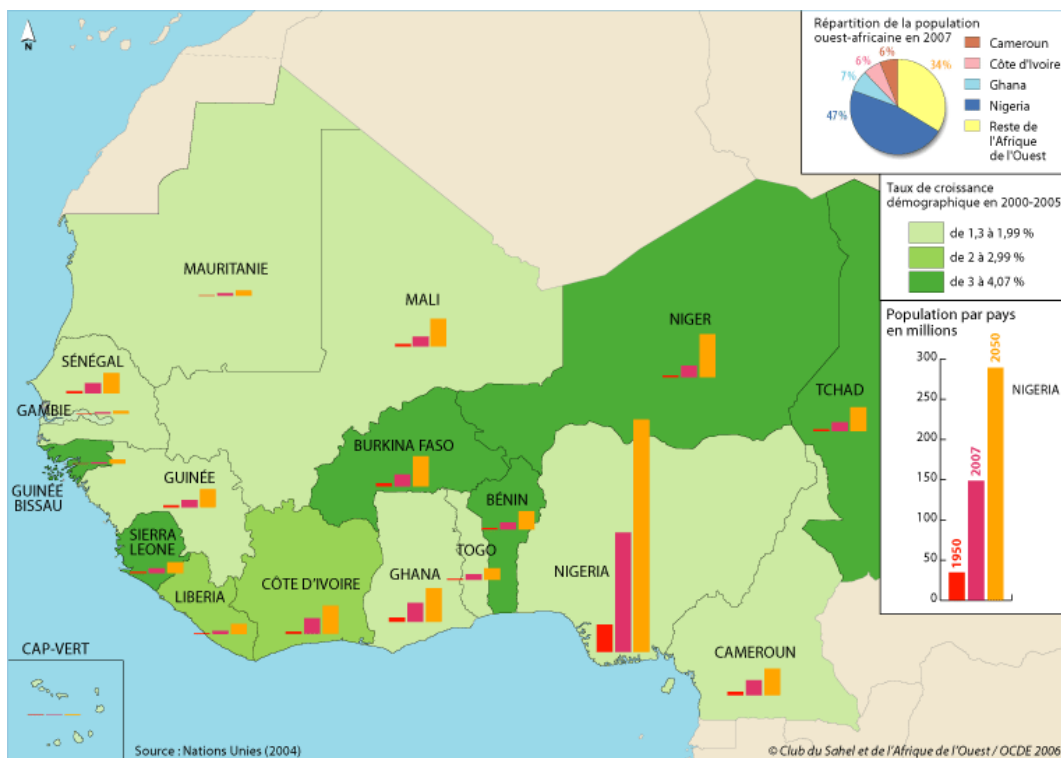 N
Répartition de la population
ouest-africaine en 2007
6%
6%
7%
47%
34%
Cameroun
Côte d'Ivoire
Ghana
Nigeria
Reste de
l'Afrique
de l'Ouest
Taux de croissance
démographique en 2000-2005
de 1,3 à 1,99 %
de 2 à 2,99 %
de 3 à 4,07 %
Population par pays
en millions
300
250
200
150
100
50
0
1950
2007
2050
NIGERIA
MAURITANIE
MALI
NIGER
TCHAD
SÉNÉGAL
GAMBIE
GUINÉE
BISSAU
GUINÉE
BURKINA FASO
BÉNIN
SIERRA
LEONE
LIBERIA
CÔTE D'IVOIRE
GHANA
TOGO
NIGERIA
CAMEROUN
CAP-VERT
Source : Nations Unies (2004)
© Club du Sahel et de l'Afrique de l'Ouest / OCDE 2006